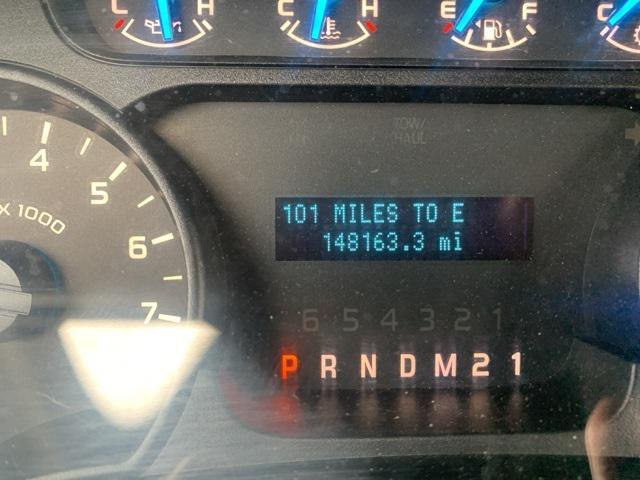 L H C H E F C
TOW/
HAUL
4
5
X 1000
101 MILES TO E
148163.3 mi
6
7
6 5 4 3 2 1
P R N D M 2 1